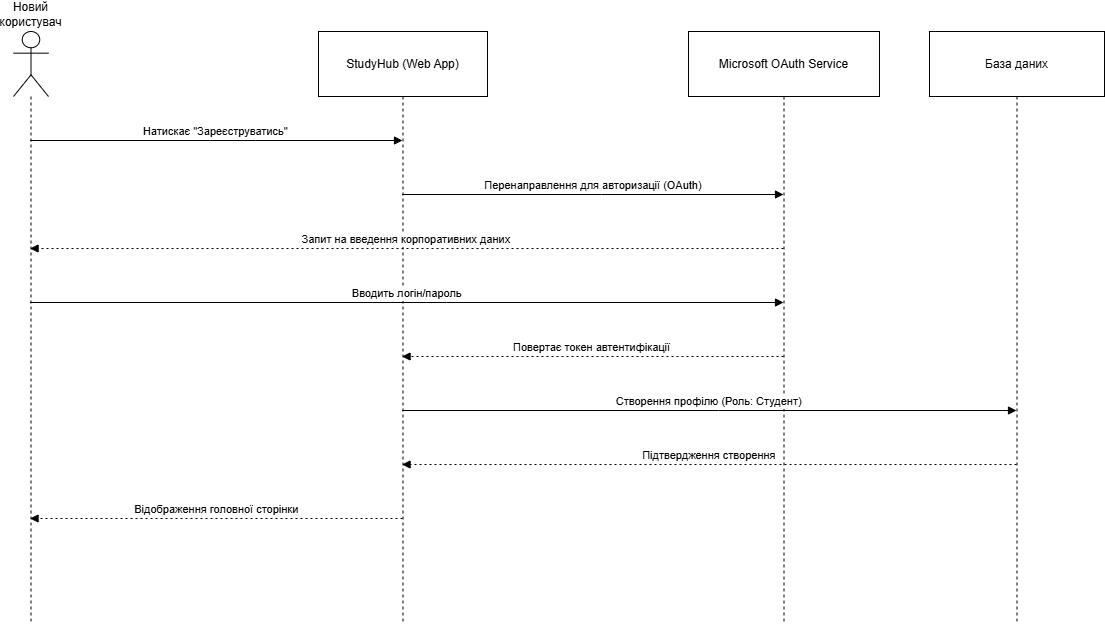 Новий
користувач
StudyHub (Web App)
Microsoft OAuth Service
База даних
Натискає "Зареєструватись"
Перенаправлення для авторизації (OAuth)
Запит на введення корпоративних даних
Вводить логін/пароль
Повертає токен автентифікації
Створення профілю (Роль: Студент)
Підтвердження створення
Відображення головної сторінки